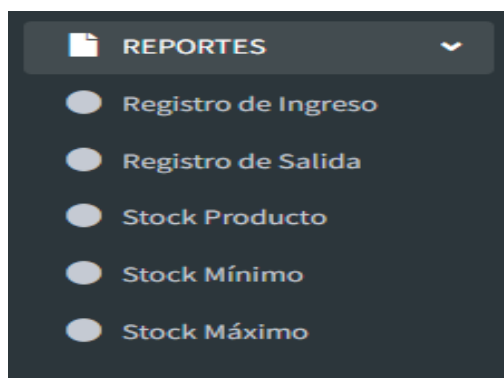 REPORTES
Registro de Ingreso
Registro de Salida
Stock Producto
Stock Mínimo
Stock Máximo